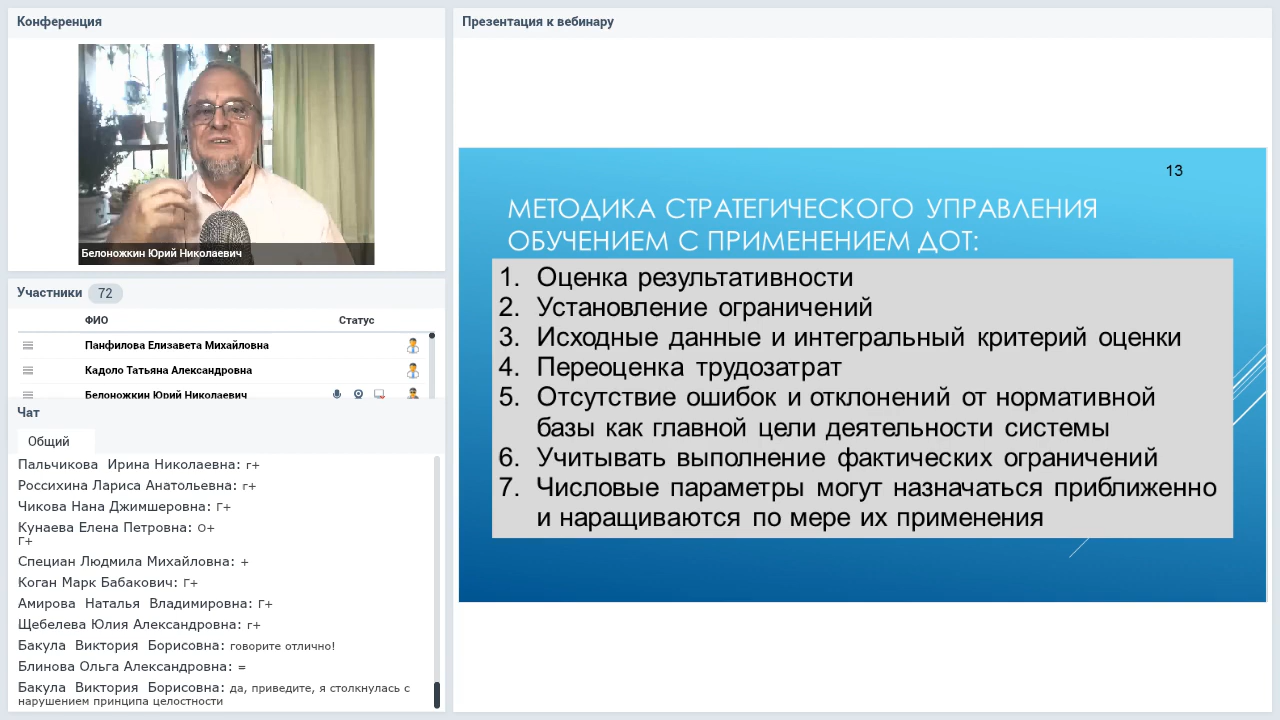 Конференция
Белоножкин Юрий Николаевич
Участники 72
ФИО Статус
Панфилова Елизавета Михайловна
Кадоло Татьяна Александровна
Белоножкин Юрий Николаевич
Чат
Общий
Пальчикова Ирина Николаевна: г+
Россихина Лариса Анатольевна: г+
Чикова Нана Джимшеровна: Г+
Кунаева Елена Петровна: О+
Г+
Специан Людмила Михайловна: +
Коган Марк Бабакович: Г+
Амирова Наталья Владимировна: Г+
Щебелева Юлия Александровна: г+
Бакула Виктория Борисовна: говорите отлично!
Блинова Ольга Александровна: =
Бакула Виктория Борисовна: да, приведите, я столкнулась с
нарушением принципа целостности
Презентация к вебинару
13
МЕТОДИКА СТРАТЕГИЧЕСКОГО УПРАВЛЕНИЯ
ОБУЧЕНИЕМ С ПРИМЕНЕНИЕМ ДОТ:
1. Оценка результативности
2. Установление ограничений
3. Исходные данные и интегральный критерий оценки
4. Переоценка трудозатрат
5. Отсутствие ошибок и отклонений от нормативной
базы как главной цели деятельности системы
6. Учитывать выполнение фактических ограничений
7. Числовые параметры могут назначаться приближенно
и наращиваются по мере их применения